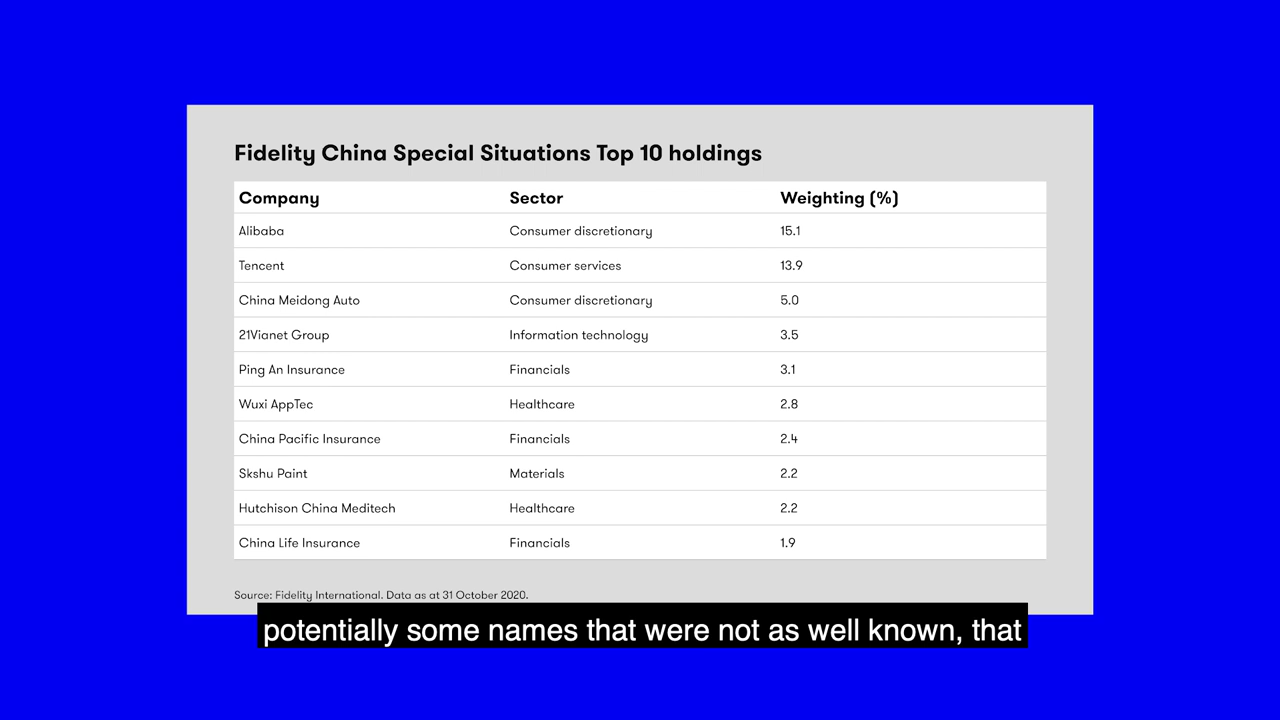 Fidelity China Special Situations Top 10 holdings
Company Sector Weighting (%)
Alibaba Consumer discretionary 15.1
Tencent Consumer services 13.9
China Meidong Auto Consumer discretionary 5.0
21Vianet Group Information technology 3.5
Ping An Insurance Financials 3.1
Wuxi AppTec Healthcare 2.8
China Pacific Insurance Financials 2.4
Skshu Paint Materials 2.2
Hutchison China Meditech Healthcare 2.2
China Life Insurance Financials 1.9
Source: Fidelity International. Data as at 31 October 2020.
potentially some names that were not as well known, that